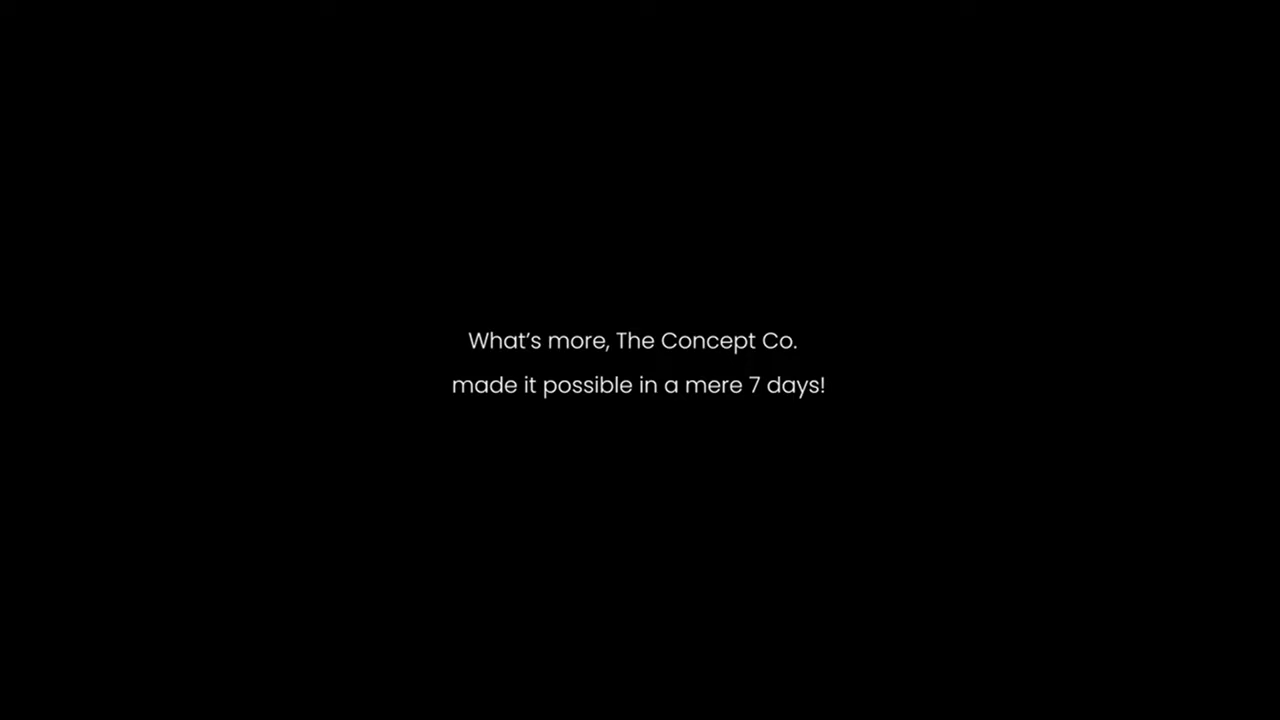 What’s more, The Concept Co.
made it possible in a mere 7 days!